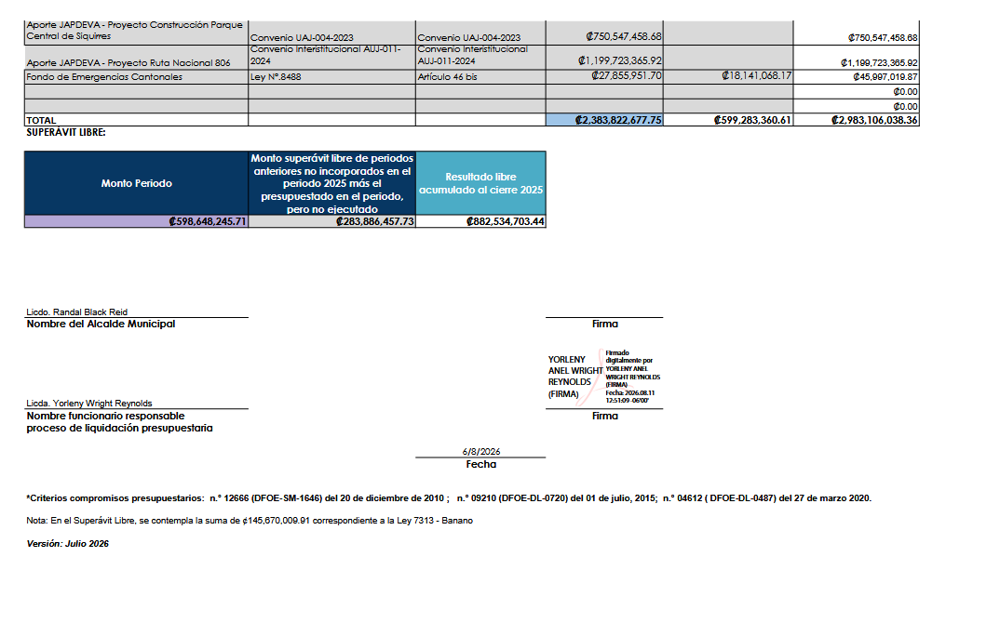 Aporte JAPDEVA - Proyecto Construcción Parque
Central de Siquirres Convenio UAJ-004-2023 Convenio UAJ-004-2023 ₡750,547,458.68 ₡750,547,458.68
Aporte JAPDEVA - Proyecto Ruta Nacional 806 Convenio Interistitucional AUJ-011-
2024 Convenio Interistitucional
AUJ-011-2024 ₡1,199,723,365.92 ₡1,199,723,365.92
Fondo de Emergencias Cantonales Ley Nº.8488 Artículo 46 bis ₡27,855,951.70 ₡18,141,068.17 ₡45,997,019.87
₡0.00
₡0.00
TOTAL ₡2,383,822,677.75 ₡599,283,360.61 ₡2,983,106,038.36
SUPERÁVIT LIBRE:
Monto Periodo
Monto superávit libre de periodos
anteriores no incorporados en el
periodo 2025 más el
presupuestado en el periodo,
pero no ejecutado
Resultado libre
acumulado al cierre 2025
₡598,648,245.71 ₡283,886,457.73 ₡882,534,703.44
Licdo. Randal Black Reid
Nombre del Alcalde Municipal Firma
YORLENY
ANEL WRIGHT
REYNOLDS
(FIRMA)
Firmado
digitalmente por
YORLENY ANEL
WRIGHT REYNOLDS
(FIRMA)
Fecha: 2026.08.11
12:51:09 -06'00'
Licda. Yorleny Wright Reynolds
Nombre funcionario responsable
proceso de liquidación presupuestaria
Firma
6/8/2026
Fecha
*Criterios compromisos presupuestarios: n.° 12666 (DFOE-SM-1646) del 20 de diciembre de 2010 ; n.° 09210 (DFOE-DL-0720) del 01 de julio, 2015; n.° 04612 ( DFOE-DL-0487) del 27 de marzo 2020.
Nota: En el Superávit Libre, se contempla la suma de ¢145,670,009.91 correspondiente a la Ley 7313 - Banano
Versión: Julio 2026